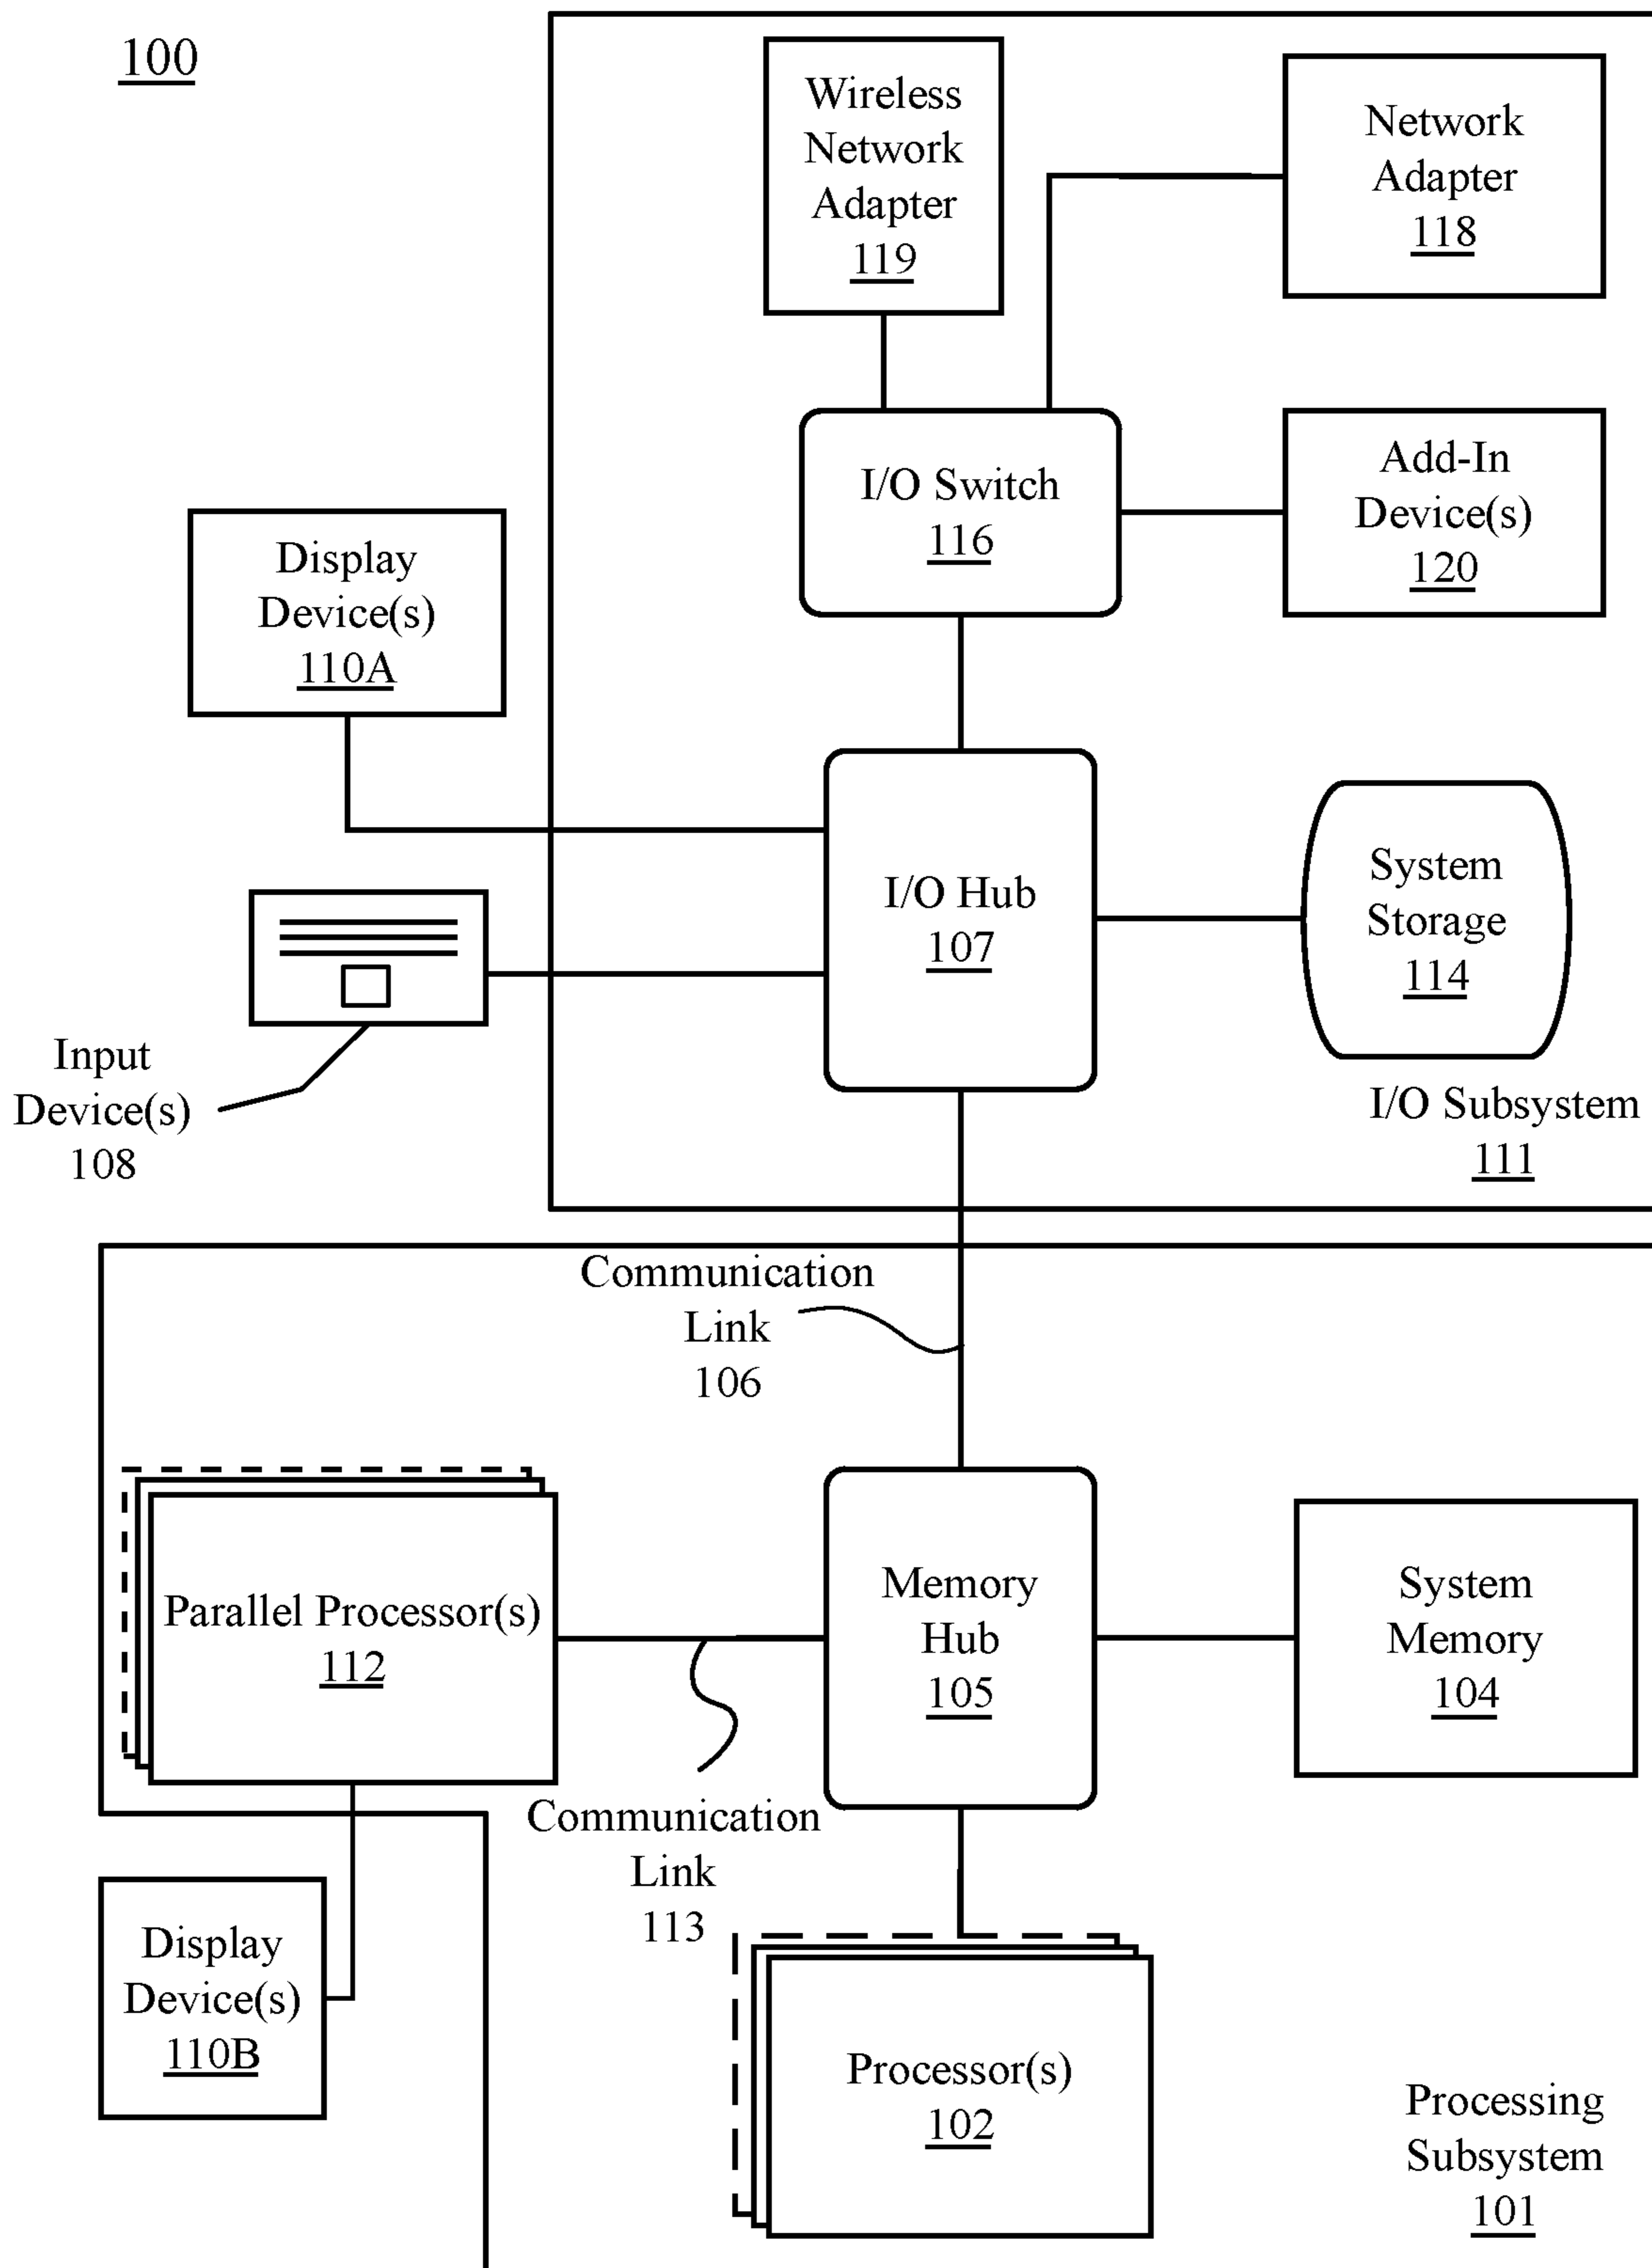 100
Wireless
Network
Adapter
119
Network
Adapter
118
I/O Switch
116
Add-In
Device(s)
120
Display
Device(s)
110A
I/O Hub
107
System
Storage
114
Input
Device(s)
108
I/O Subsystem
111
Communication
Link
106
Parallel Processor(s)
112
Memory
Hub
105
System
Memory
104
Communication
Link
113
Display
Device(s)
110B
Processor(s)
102
Processing
Subsystem
101